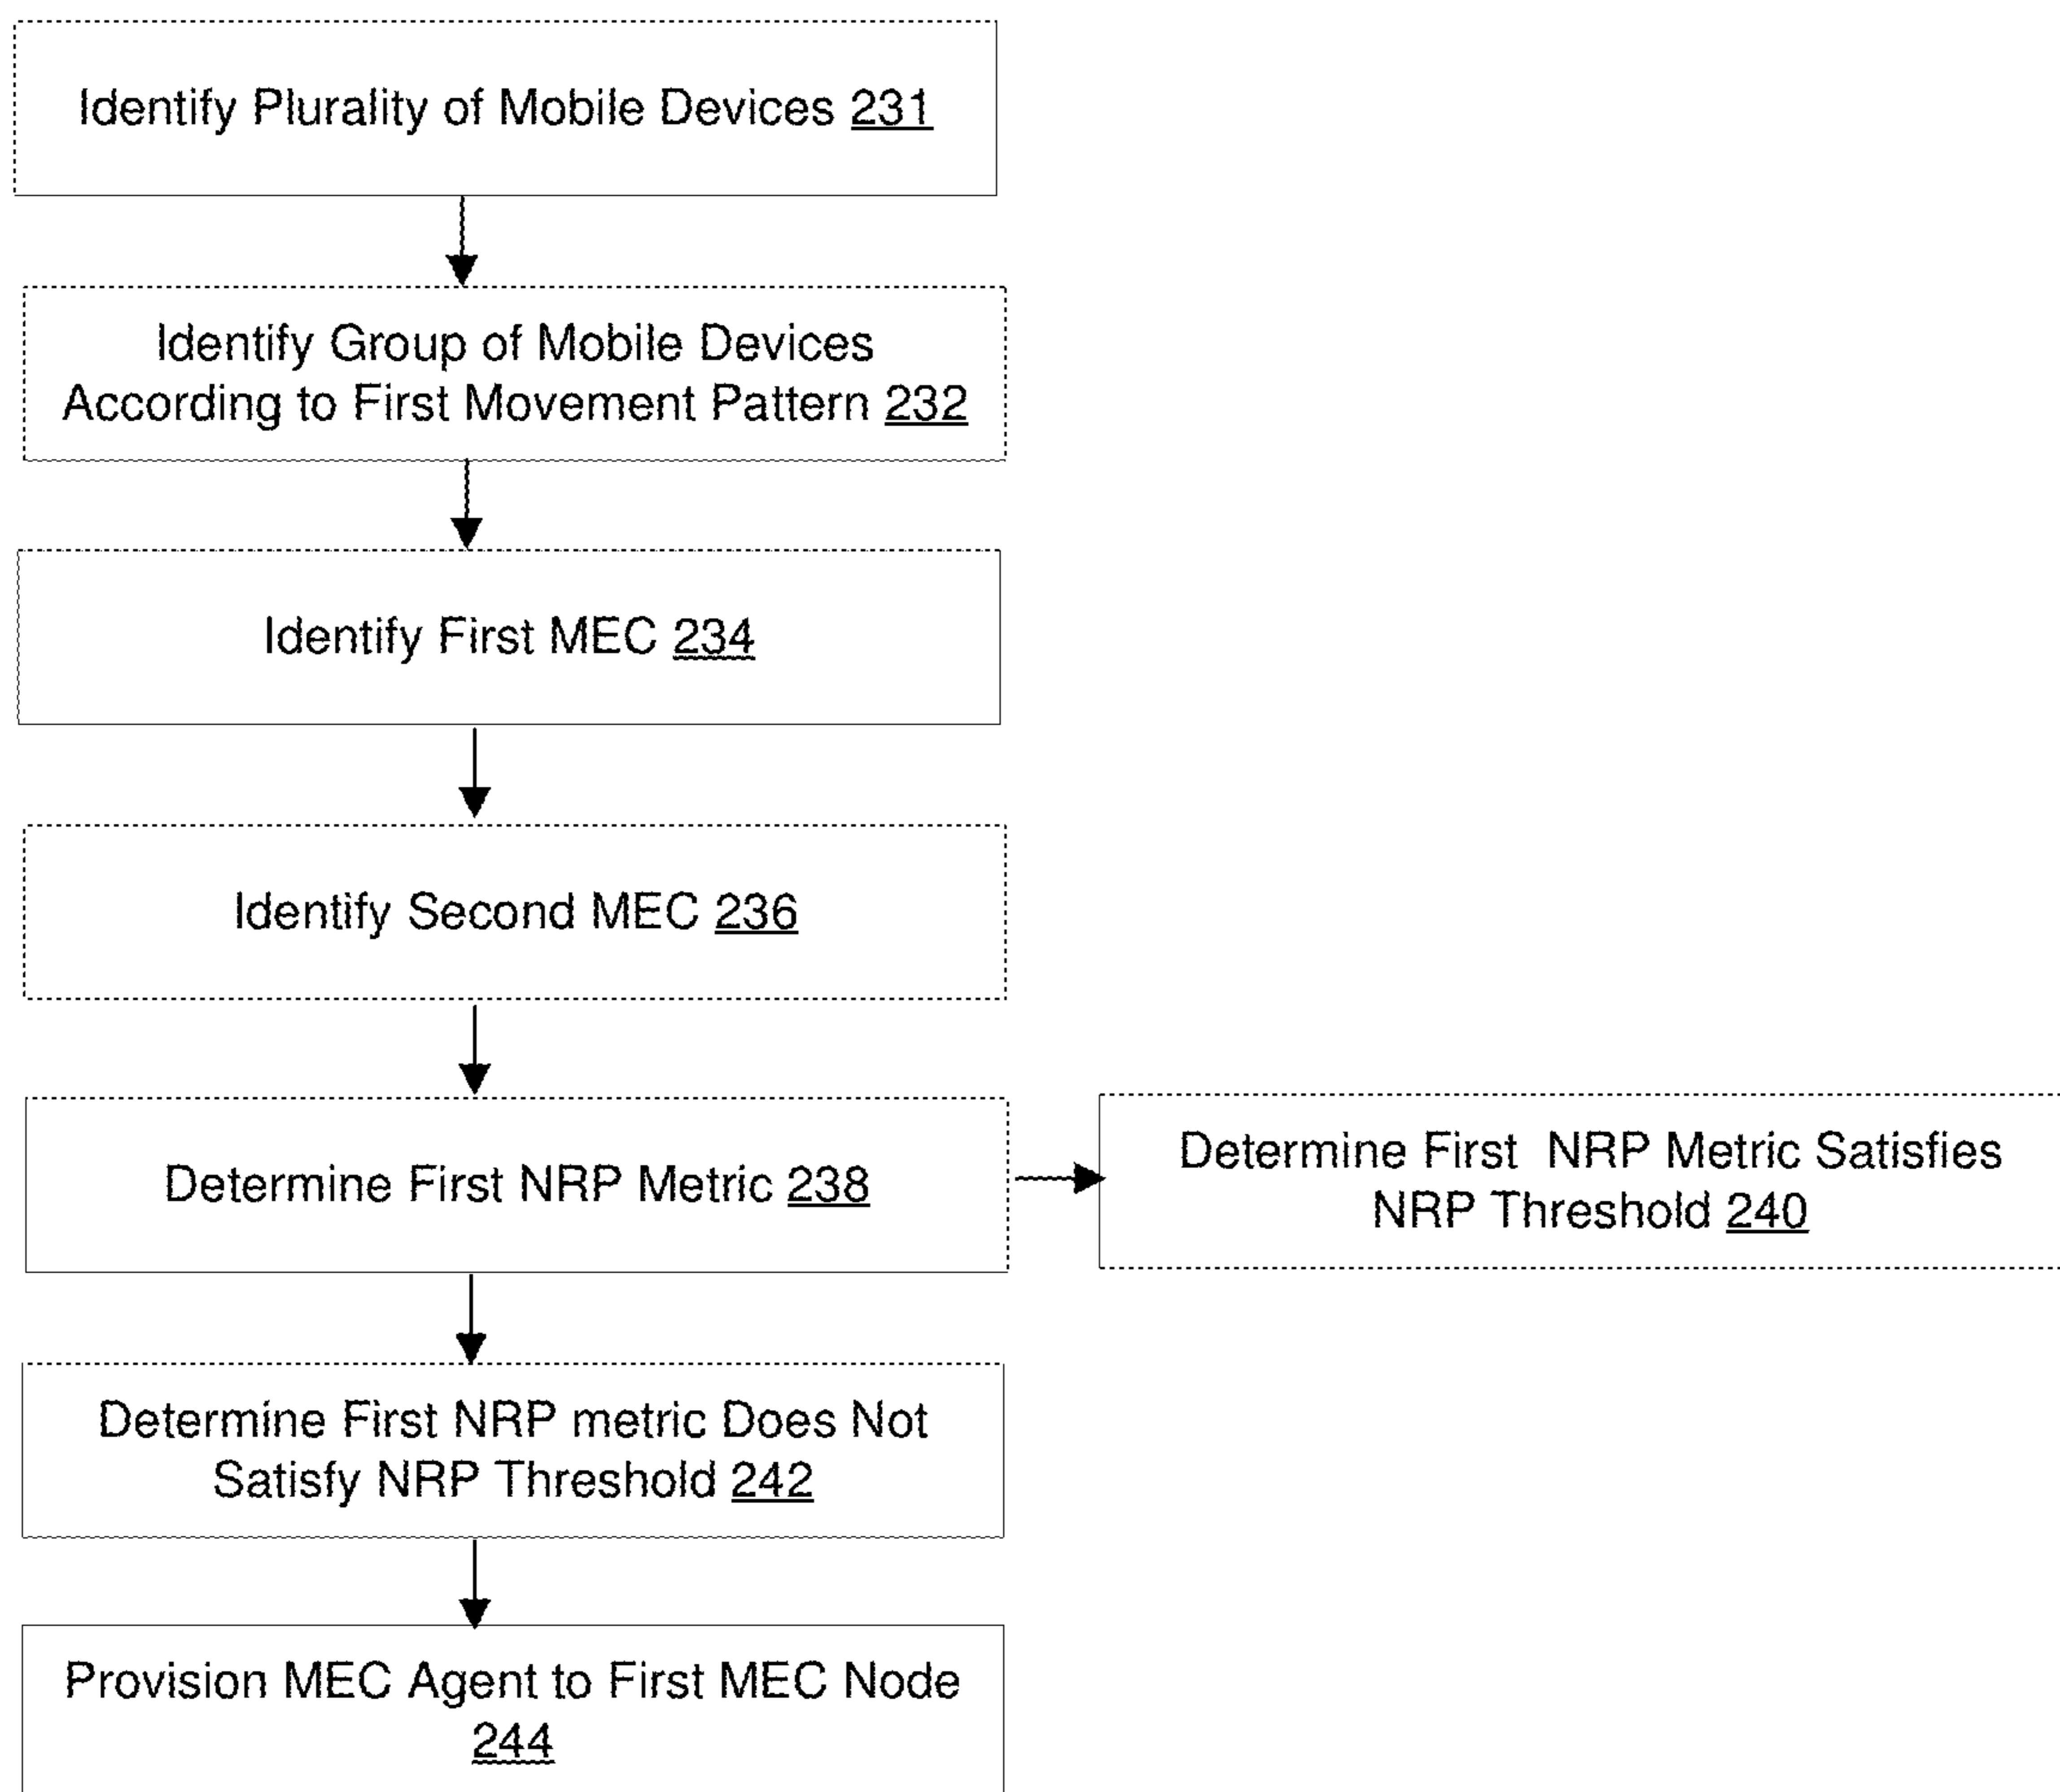 Identify Plurality of Mobile Devices 231
Identify Group of Mobile Devices
According to First Movement Pattern 232
Identify First MEC 234
Identify Second MEC 236
Determine First NRP Metric 238
Determine First NRP Metric Satisfies
NRP Threshold 240
Determine First NRP metric Does Not
Satisfy NRP Threshold 242
Provision MEC Agent to First MEC Node
244